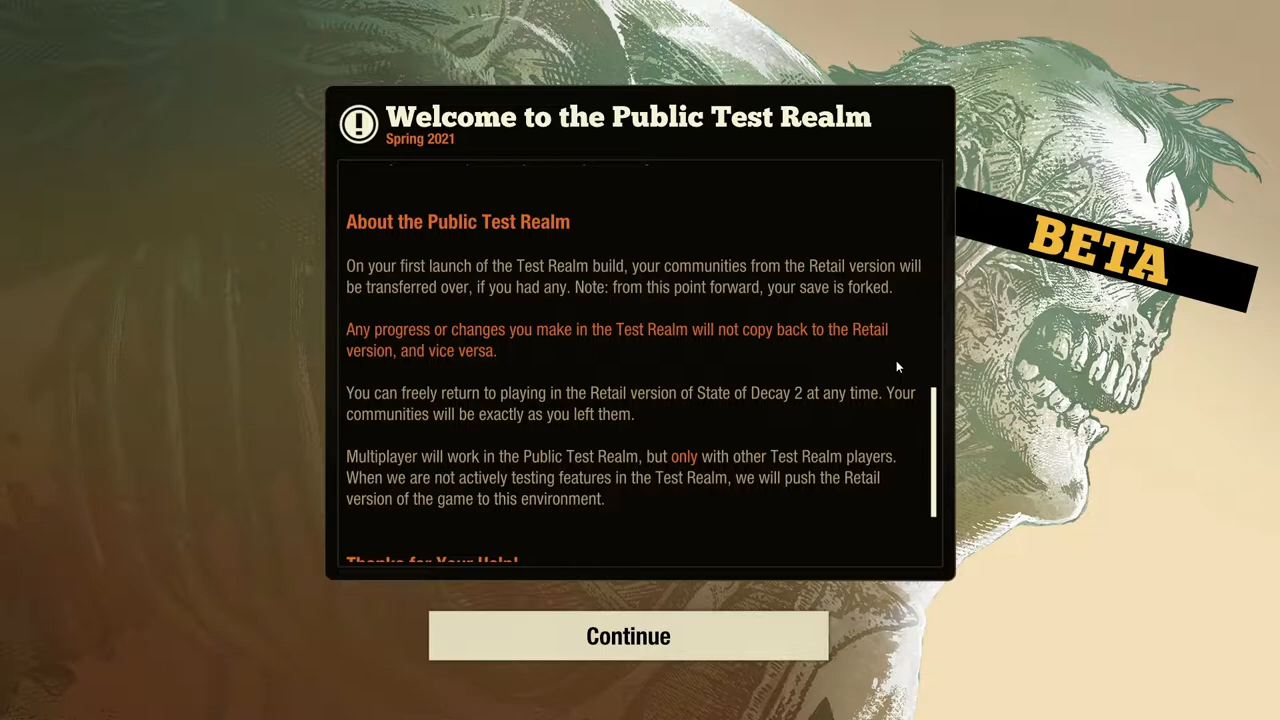 Welcome to the Public Test Realm
Spring 2021
About the Public Test Realm
On your first launch of the Test Realm build, your communities from the Retail version will
be transferred over, if you had any. Note: from this point forward, your save is forked.
Any progress or changes you make in the Test Realm will not copy back to the Retail
version, and vice versa.
You can freely return to playing in the Retail version of State of Decay 2 at any time. Your
communities will be exactly as you left them.
Multiplayer will work in the Public Test Realm, but only with other Test Realm players.
When we are not actively testing features in the Test Realm, we will push the Retail
version of the game to this environment.
Thanks for Your Help!
BETA
Continue